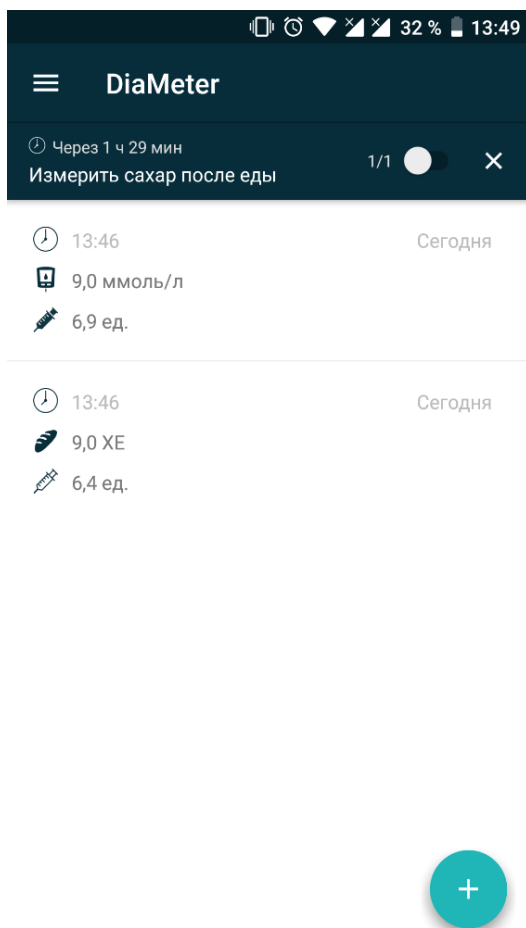 32 % 13:49
DiaMeter
Через 1 ч 29 мин
Измерить сахар после еды 1/1
13:46 Сегодня
9,0 ммоль/л
6,9 ед.
13:46 Сегодня
9,0 ХЕ
6,4 ед.